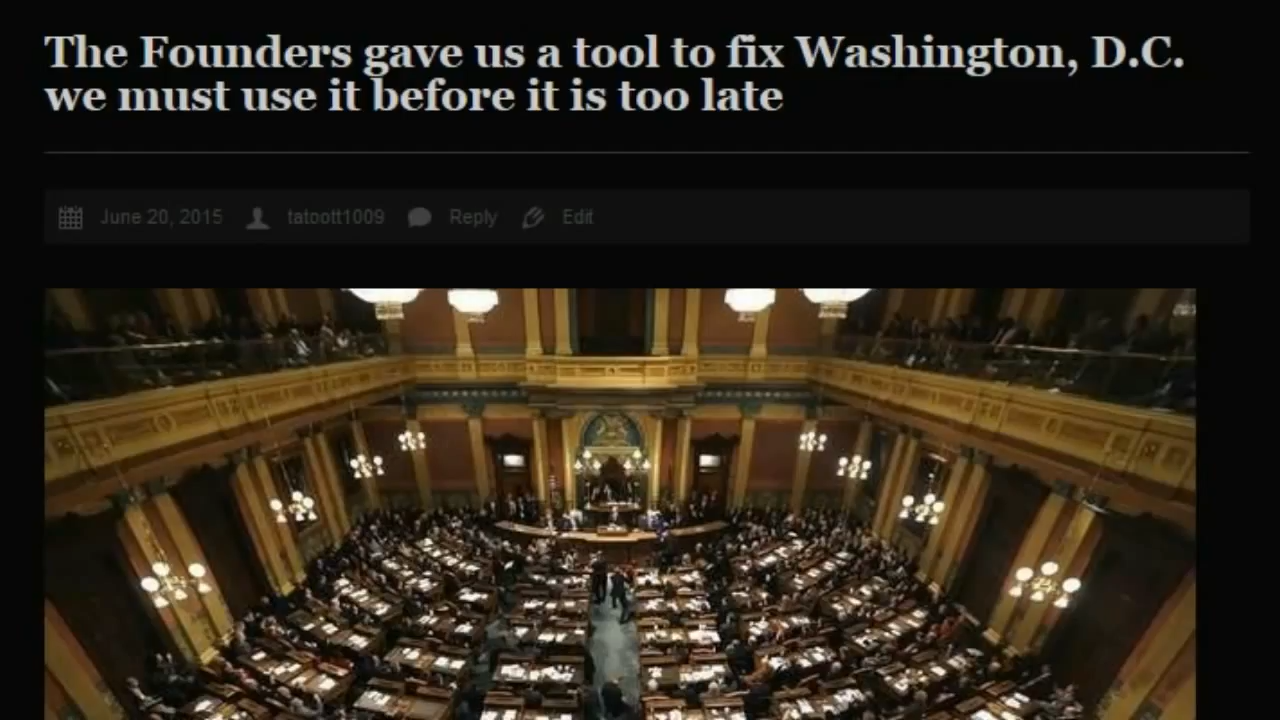 The Founders gave us a tool to fix Washington, D.C.
we must use it before it is too late
June 20, 2015 tatoott1009 Reply Edit